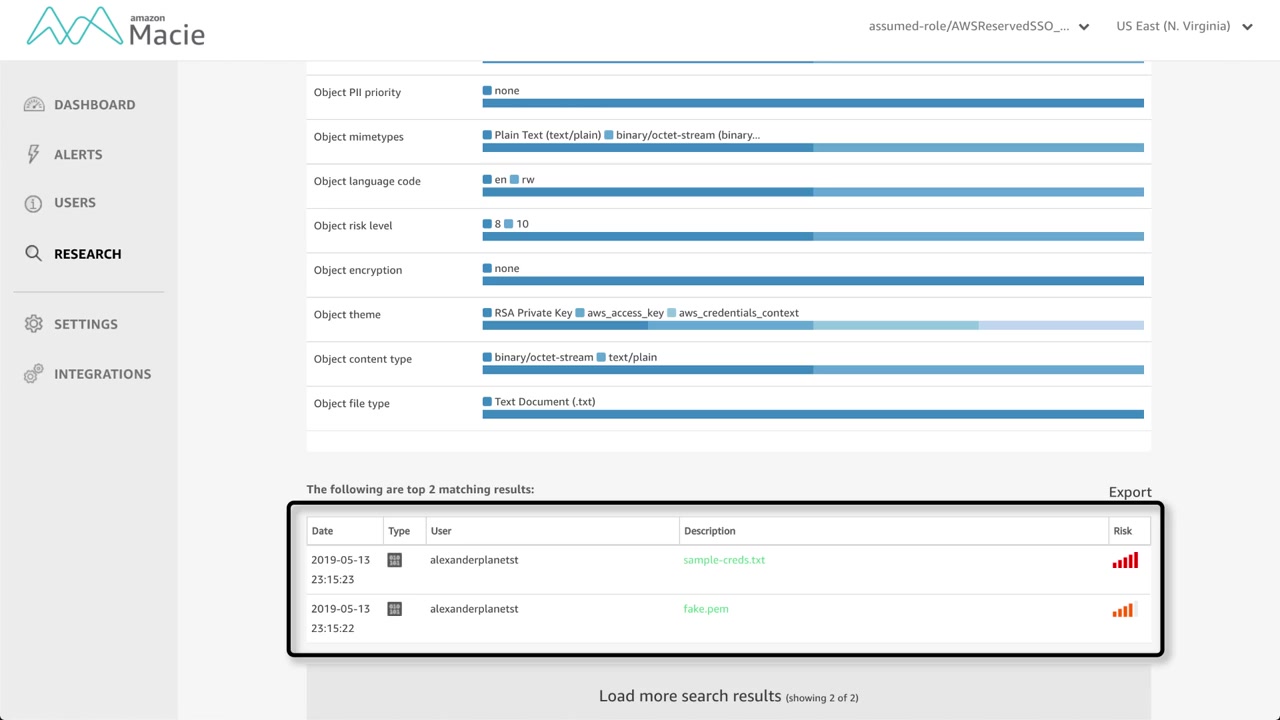 amazon
Macie
assumed-role/AWSReservedSSO_...
US East (N. Virginia)
DASHBOARD
ALERTS
USERS
RESEARCH
SETTINGS
INTEGRATIONS
Object PII priority
none
Object mimetypes
Plain Text (text/plain) binary/octet-stream (binary...
Object language code
en rw
Object risk level
8 10
Object encryption
none
Object theme
RSA Private Key aws_access_key aws_credentials_context
Object content type
binary/octet-stream text/plain
Object file type
Text Document (.txt)
The following are top 2 matching results:
Export
Date Type User Description Risk
2019-05-13 alexanderplanetst sample-creds.txt
23:15:23
2019-05-13 alexanderplanetst fake.pem
23:15:22
Load more search results (showing 2 of 2)